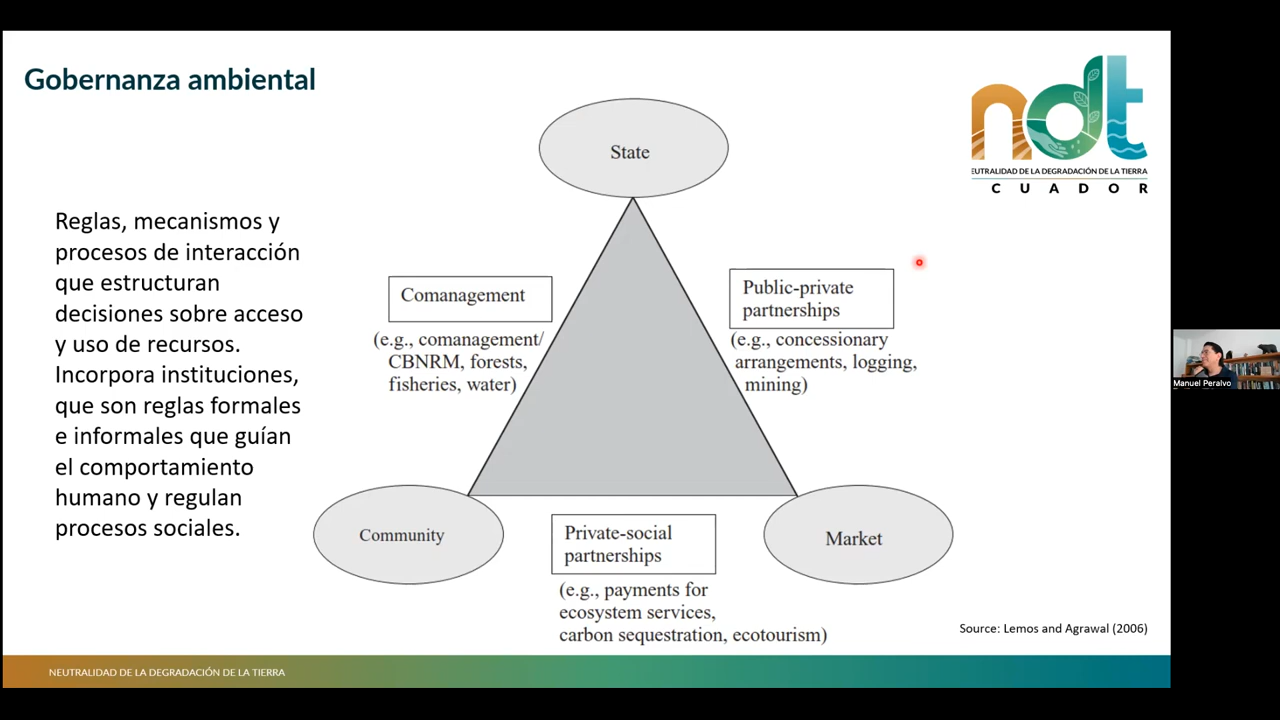 Gobernanza ambiental
ndt
EUTRALIDAD DE LA DEGRADACIÓN DE LA TIERRA
CUADOR
State
Reglas, mecanismos y
procesos de interacción
que estructuran
decisiones sobre acceso
y uso de recursos.
Incorpora instituciones,
que son reglas formales
e informales que guían
el comportamiento
humano y regulan
procesos sociales.
Comanagement
(e.g., comanagement/
CBNRM, forests,
fisheries, water)
Public-private
partnerships
(e.g., concessionary
arrangements, logging,
mining)
Community
Private-social
partnerships
(e.g., payments for
ecosystem services,
carbon sequestration, ecotourism)
Market
Source: Lemos and Agrawal (2006)
NEUTRALIDAD DE LA DEGRADACIÓN DE LA TIERRA
Manuel Peralvo